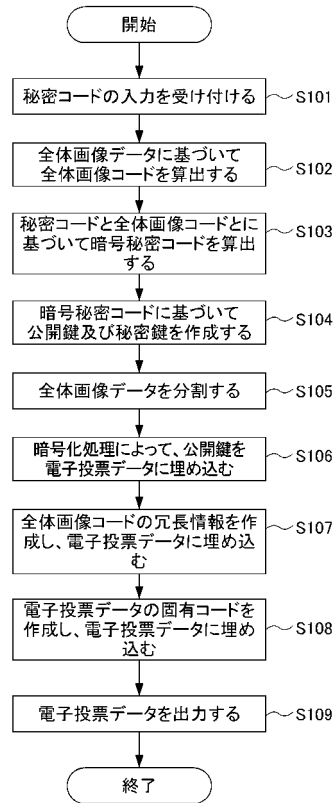 開始
秘密コードの入力を受け付ける
S101
全体画像データに基づいて
全体画像コードを算出する
S102
秘密コードと全体画像コードとに
基づいて暗号秘密コードを算出
する
S103
暗号秘密コードに基づいて
公開鍵及び秘密鍵を作成する
S104
全体画像データを分割する
S105
暗号化処理によって、公開鍵を
電子投票データに埋め込む
S106
全体画像コードの冗長情報を作
成し、電子投票データに埋め込
む
S107
電子投票データの固有コードを
作成し、電子投票データに埋め
込む
S108
電子投票データを出力する
S109
終了